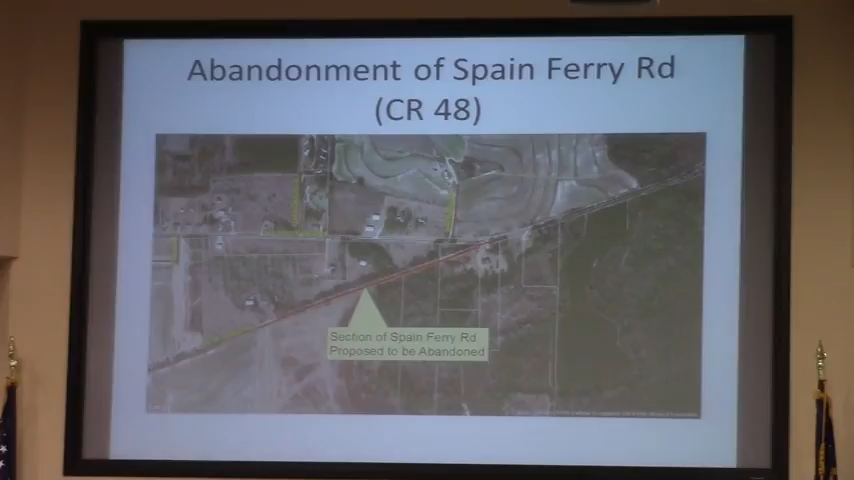 Abandonment of Spain Ferry Rd
(CR 48)
Section of Spain Ferry Rd
Proposed to be Abandoned